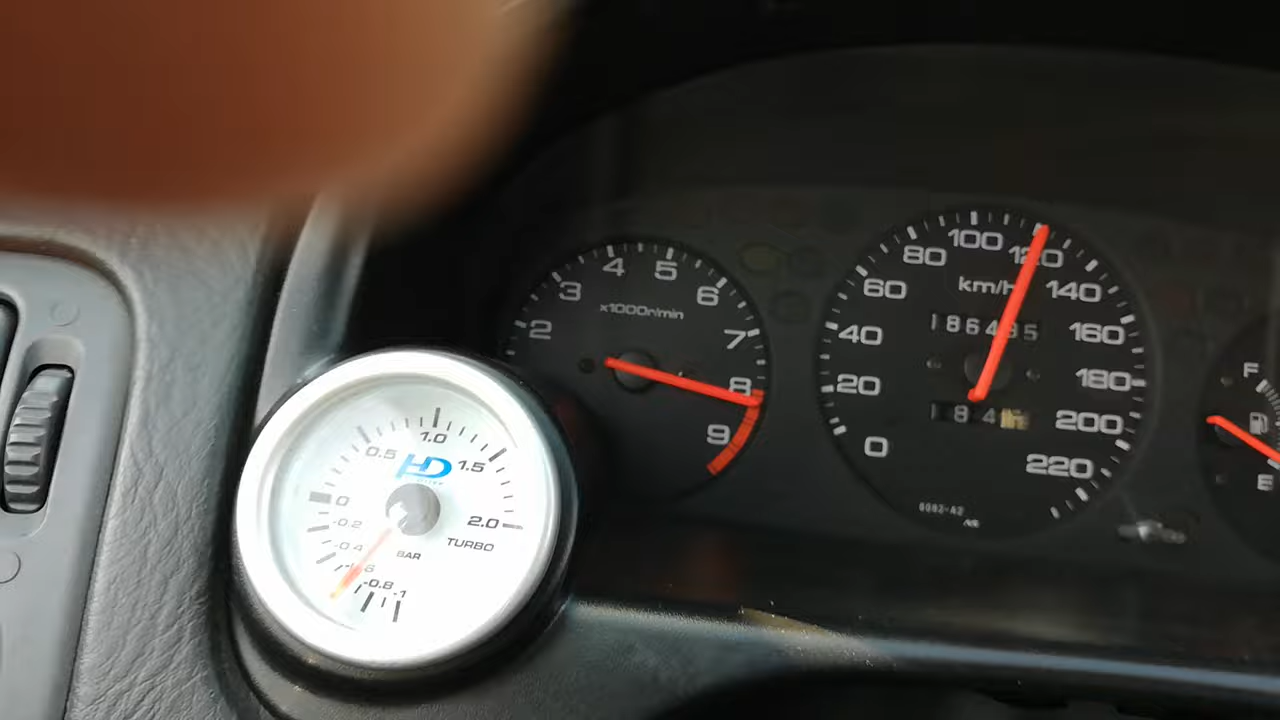 2 3 4 5 6 7 8 9
x1000r/min
0 20 40 60 80 100 120 140 160 180 200 220
km/h
184
F
E
HD
-1 -0.8 -0.4 -0.2 0 0.5 1.0 1.5 2.0
BAR
TURBO